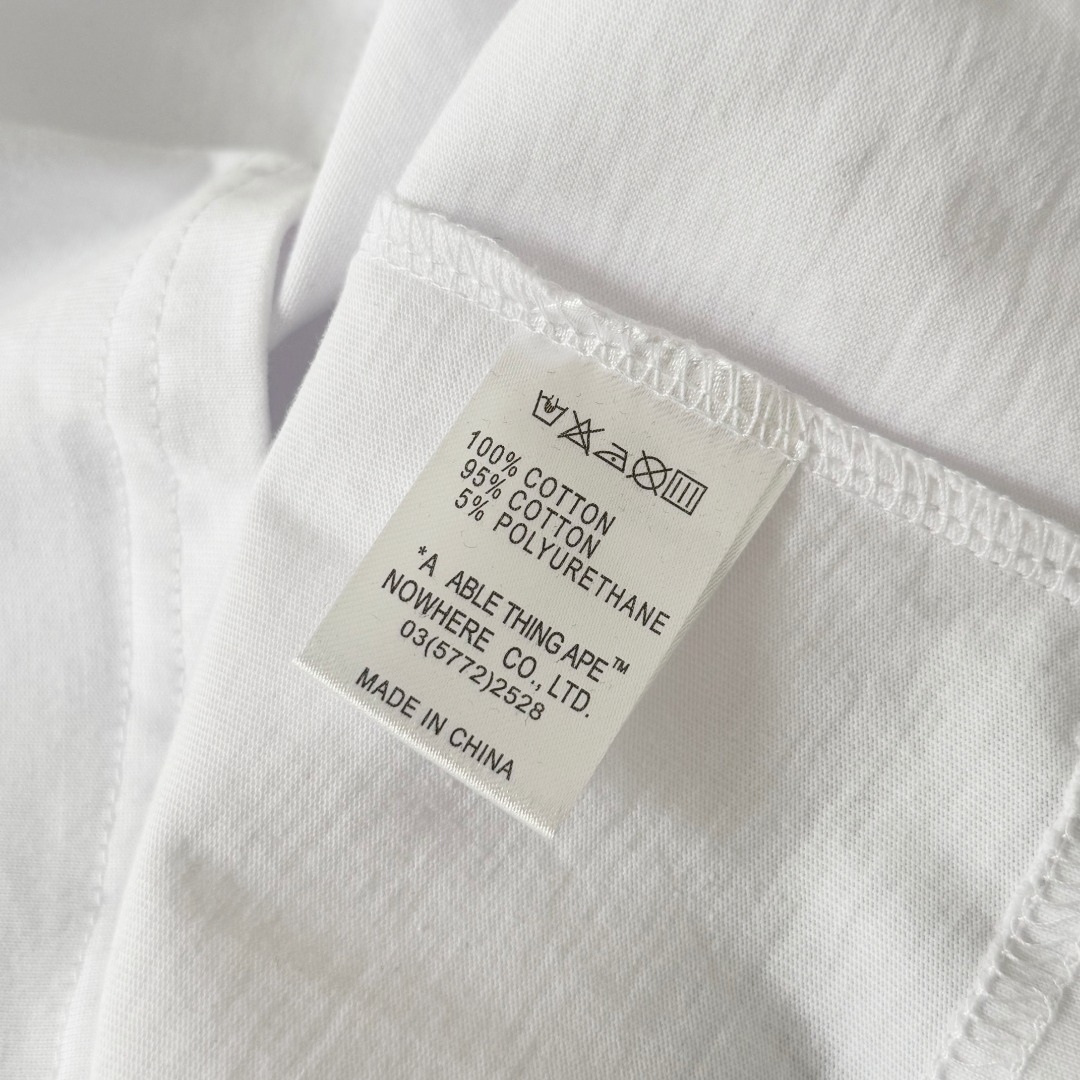 100% COTTON
95% COTTON
5% POLYURETHANE
*A ABLE THING APE™
NOWHERE CO., LTD.
03(5772)2528
MADE IN CHINA